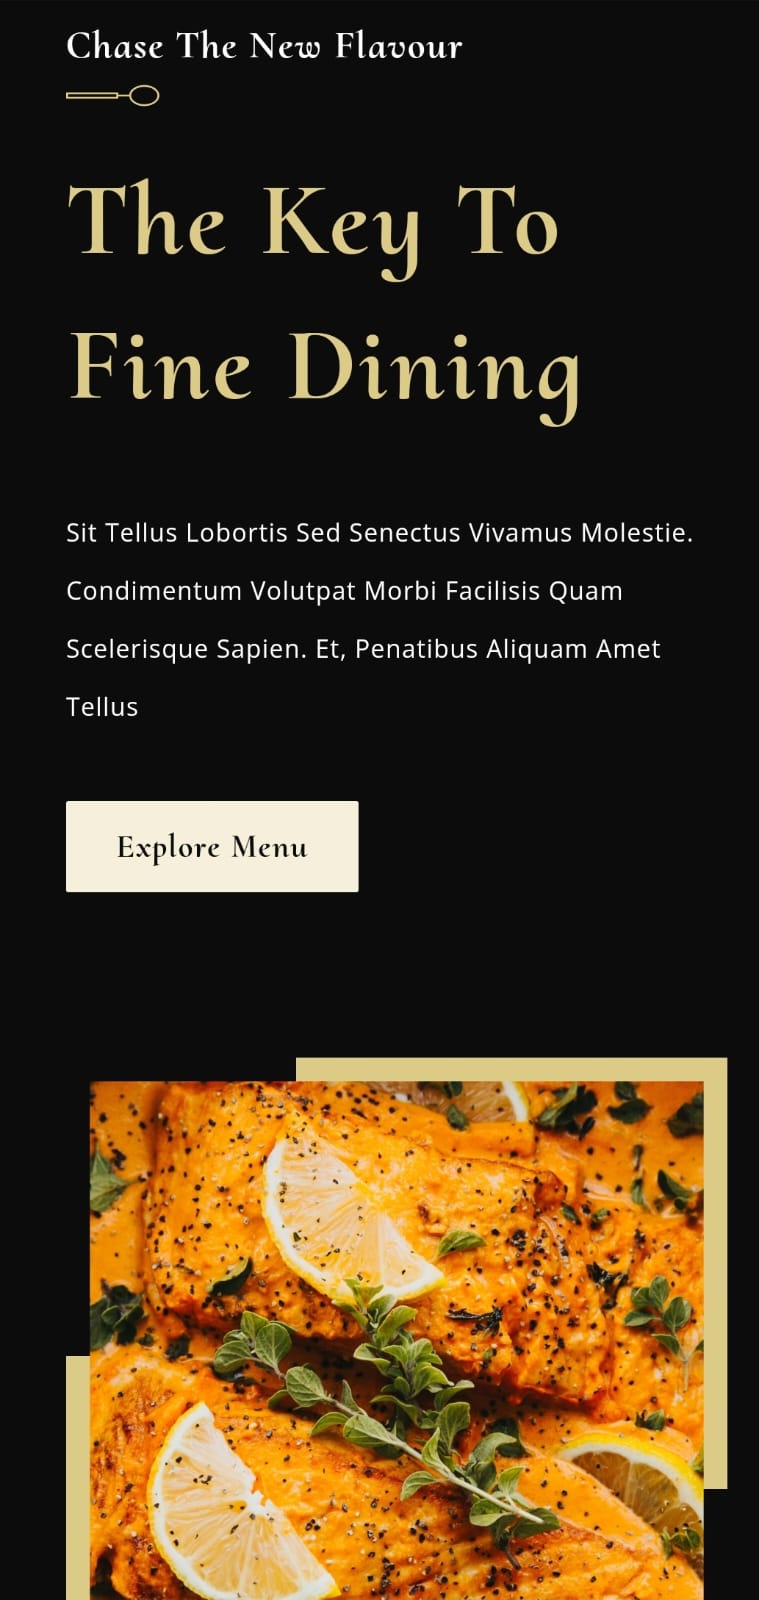 Chase The New Flavour
The Key To
Fine Dining
Sit Tellus Lobortis Sed Senectus Vivamus Molestie.
Condimentum Volutpat Morbi Facilisis Quam
Scelerisque Sapien. Et, Penatibus Aliquam Amet
Tellus
Explore Menu